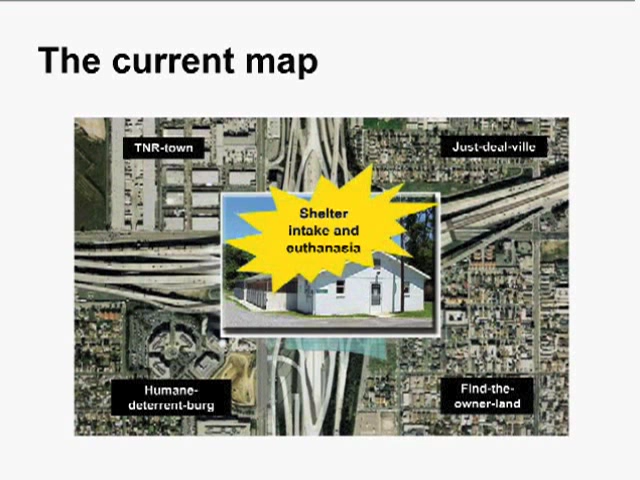 The current map
TNR-town
Just-deal-ville
Shelter
intake and
euthanasia
Humane-
deterrent-burg
Find-the-
owner-land